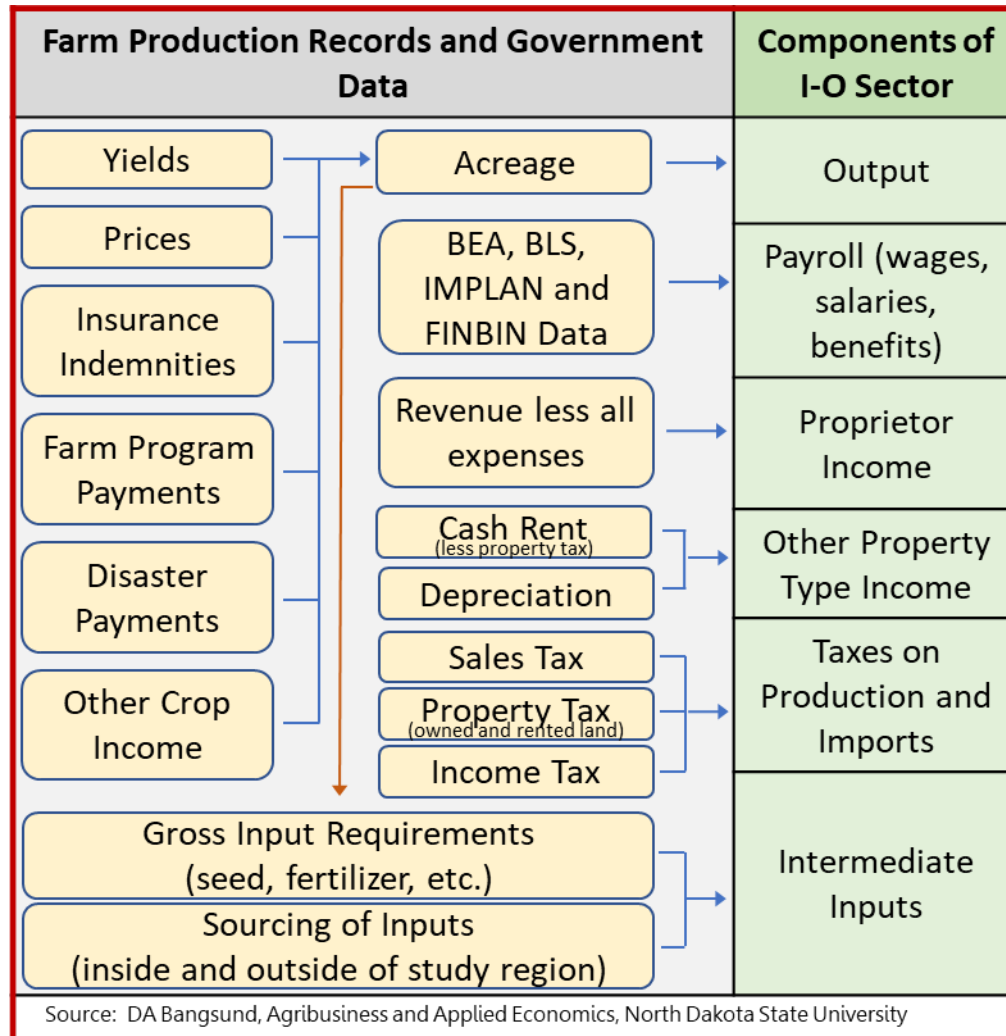 Farm Production Records and Government
Data
Components of
I-O Sector
Yields
Prices
Insurance
Indemnities
Farm Program
Payments
Disaster
Payments
Other Crop
Income
Acreage
BEA, BLS,
IMPLAN and
FINBIN Data
Revenue less all
expenses
Cash Rent
(less property tax)
Depreciation
Sales Tax
Property Tax
(owned and rented land)
Income Tax
Gross Input Requirements
(seed, fertilizer, etc.)
Sourcing of Inputs
(inside and outside of study region)
Output
Payroll (wages,
salaries,
benefits)
Proprietor
Income
Other Property
Type Income
Taxes on
Production and
Imports
Intermediate
Inputs
Source: DA Bangsund, Agribusiness and Applied Economics, North Dakota State University